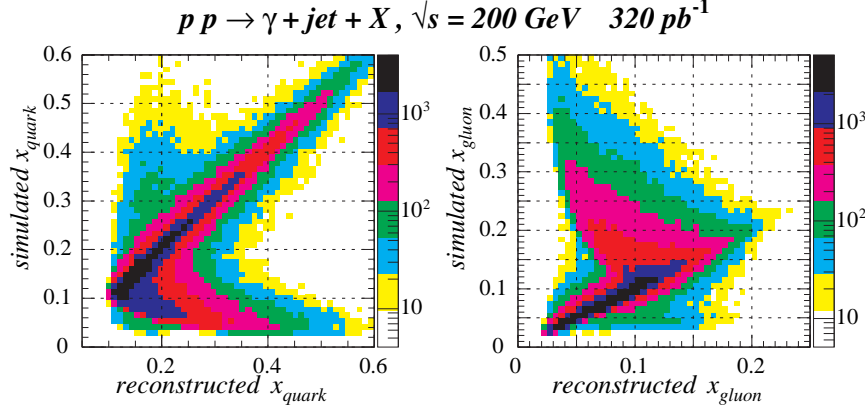 p p → γ + jet + X , √s = 200 GeV 320 pb⁻¹
simulated x_quark
0.6
0.5
0.4
0.3
0.2
0.1
0
0.2 0.4 0.6
reconstructed x_quark
10³
10²
10
simulated x_gluon
0.5
0.4
0.3
0.2
0.1
0
0 0.1 0.2
reconstructed x_gluon
10³
10²
10